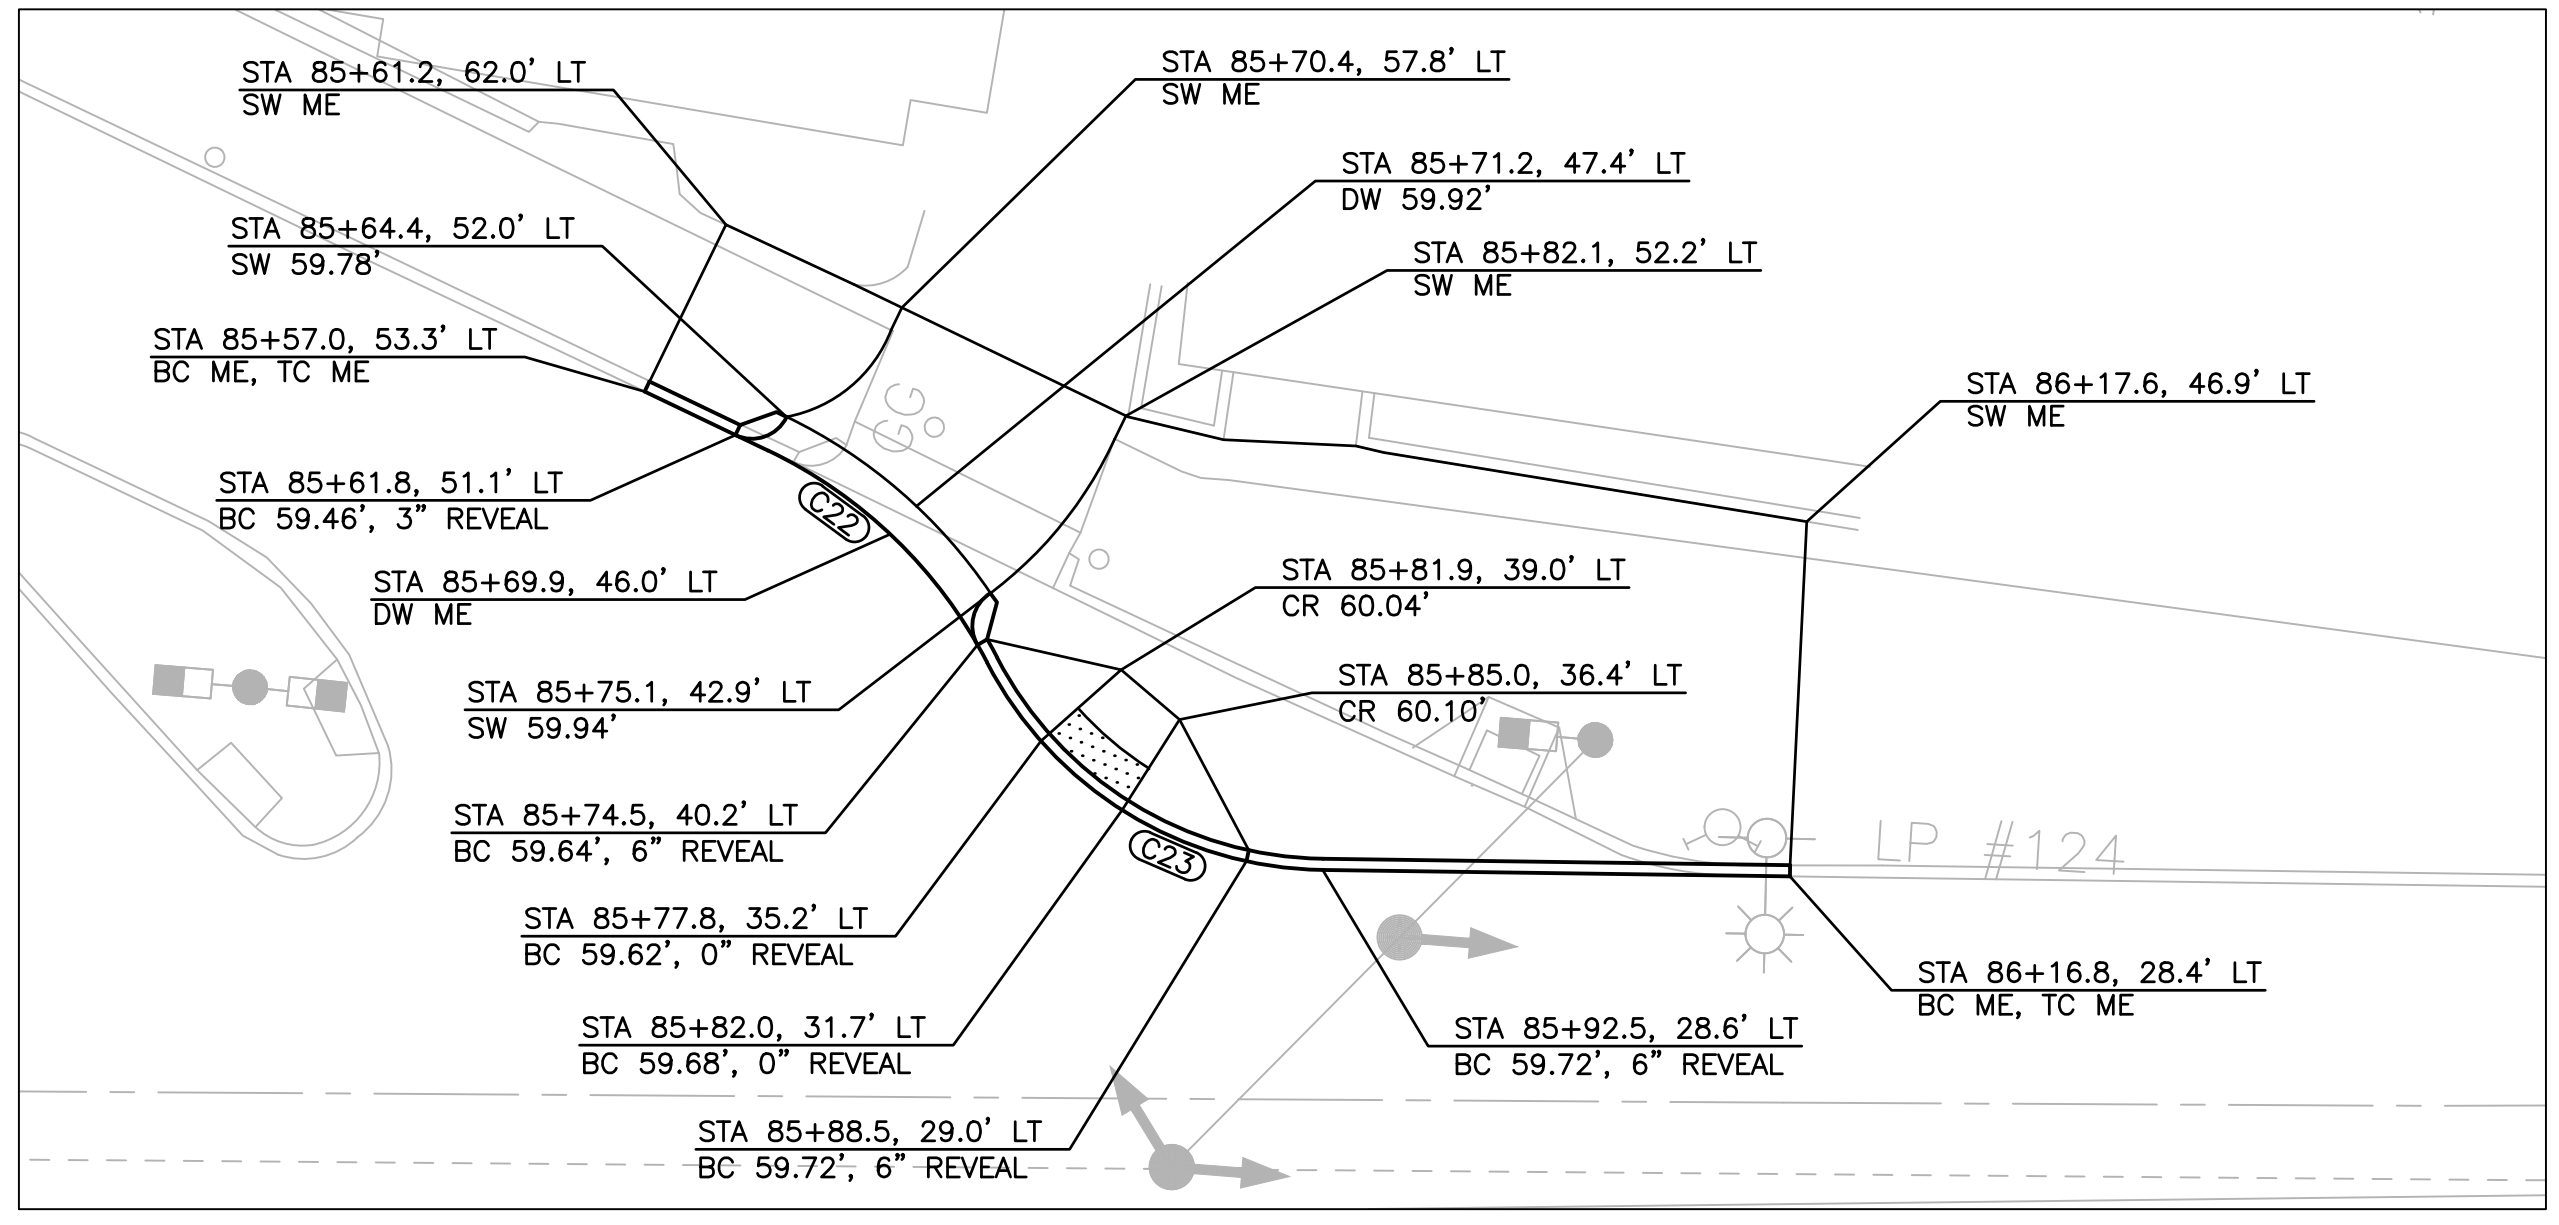 STA 85+61.2, 62.0’ LT
SW ME
STA 85+70.4, 57.8’ LT
SW ME
STA 85+71.2, 47.4’ LT
DW 59.92’
STA 85+64.4, 52.0’ LT
SW 59.78’
STA 85+82.1, 52.2’ LT
SW ME
STA 85+57.0, 53.3’ LT
BC ME, TC ME
STA 86+17.6, 46.9’ LT
SW ME
GG
STA 85+61.8, 51.1’ LT
BC 59.46’, 3” REVEAL
C22
STA 85+69.9, 46.0’ LT
DW ME
STA 85+81.9, 39.0’ LT
CR 60.04’
STA 85+75.1, 42.9’ LT
SW 59.94’
STA 85+85.0, 36.4’ LT
CR 60.10’
STA 85+74.5, 40.2’ LT
BC 59.64’, 6” REVEAL
C23
LP #124
STA 85+77.8, 35.2’ LT
BC 59.62’, 0” REVEAL
STA 86+16.8, 28.4’ LT
BC ME, TC ME
STA 85+82.0, 31.7’ LT
BC 59.68’, 0” REVEAL
STA 85+92.5, 28.6’ LT
BC 59.72’, 6” REVEAL
STA 85+88.5, 29.0’ LT
BC 59.72’, 6” REVEAL